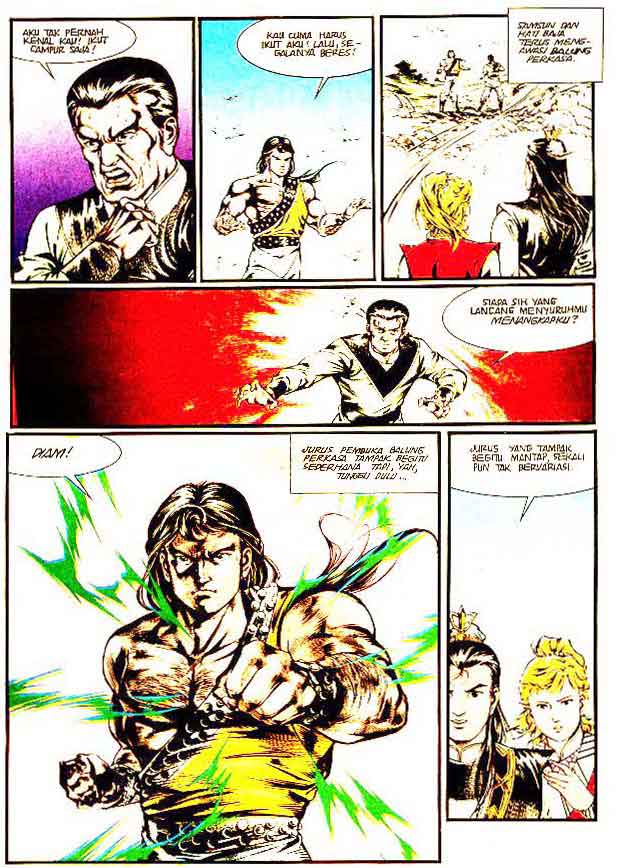 AKU TAK PERNAH
KENAL KAU! IKUT
CAMPUR SAJA!
KAU CUMA HARUS
IKUT AKU! LALU, SE-
GALANYA BERES!
SAMSUN DAN
HATI BAJA
TERUS MENG-
AWASI BALUNG
PERKASA.
SIAPA SIH YANG
LANCANG MENYURUHMU
MENANGKAPKU?
DIAM!
JURUS PEMBUKA BALUNG
PERKASA TAMPAK BEGITU
SEDERHANA TAPI, YAH,
TUNGGU DULU...
JURUS YANG TAMPAK
BEGITU MANTAP, SEKALI
PUN TAK BERVARIASI.